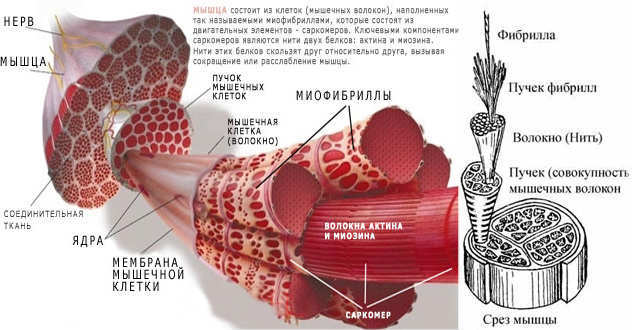 МЫШЦА состоит из клеток (мышечных волокон), наполненных
так называемыми миофибриллами, которые состоят из
двигательных элементов - саркомеров. Ключевыми компонентами
саркомеров являются нити двух белков: актина и миозина.
Нити этих белков скользят друг относительно друга, вызывая
сокращение или расслабление мышцы.
НЕРВ
МЫШЦА
ПУЧОК
МЫШЕЧНЫХ
КЛЕТОК
МИОФИБРИЛЛЫ
МЫШЕЧНАЯ
КЛЕТКА
(ВОЛОКНО)
СОЕДИНИТЕЛЬНАЯ
ТКАНЬ
ЯДРА
МЕМБРАНА
МЫШЕЧНОЙ
КЛЕТКИ
ВОЛОКНА АКТИНА
И МИОЗИНА
САРКОМЕР
Фибрилла
Пучек фибрилл
Волокно (Нить)
Пучек (совокупность
мышечных волокон
Срез мышцы